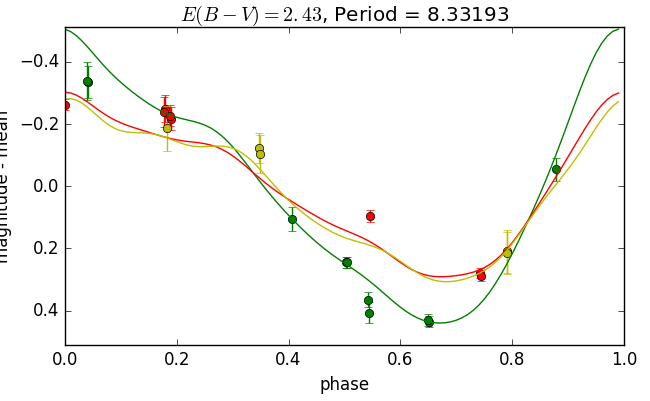 E(B − V) = 2.43, Period = 8.33193
−0.4
−0.2
0.0
0.2
0.4
magnitude - mean
0.0 0.2 0.4 0.6 0.8 1.0
phase